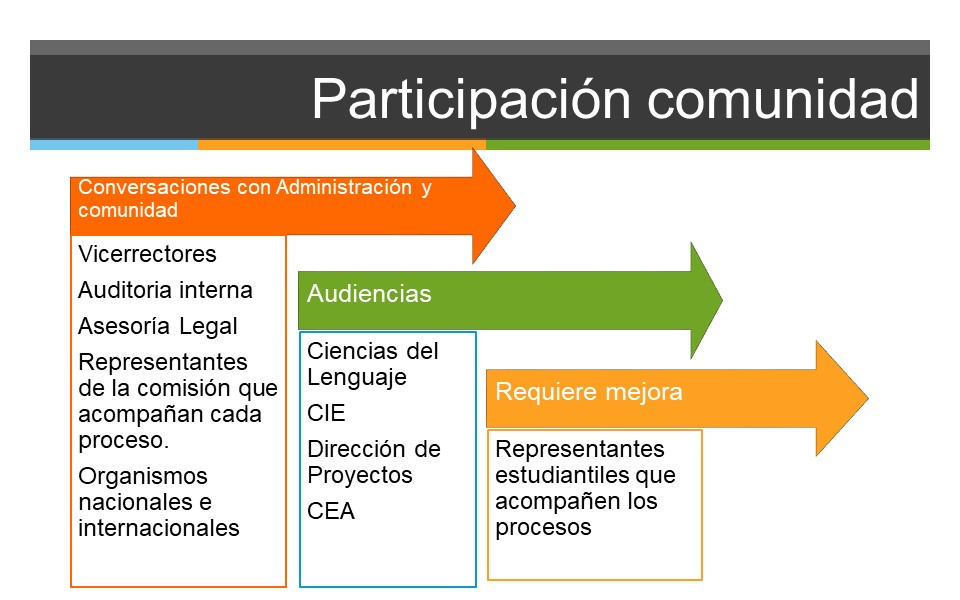 Participación comunidad
Conversaciones con Administración y
comunidad
Vicerrectores
Auditoria interna
Asesoría Legal
Representantes
de la comisión que
acompañan cada
proceso.
Organismos
nacionales e
internacionales
Audiencias
Ciencias del
Lenguaje
CIE
Dirección de
Proyectos
CEA
Requiere mejora
Representantes
estudiantiles que
acompañen los
procesos